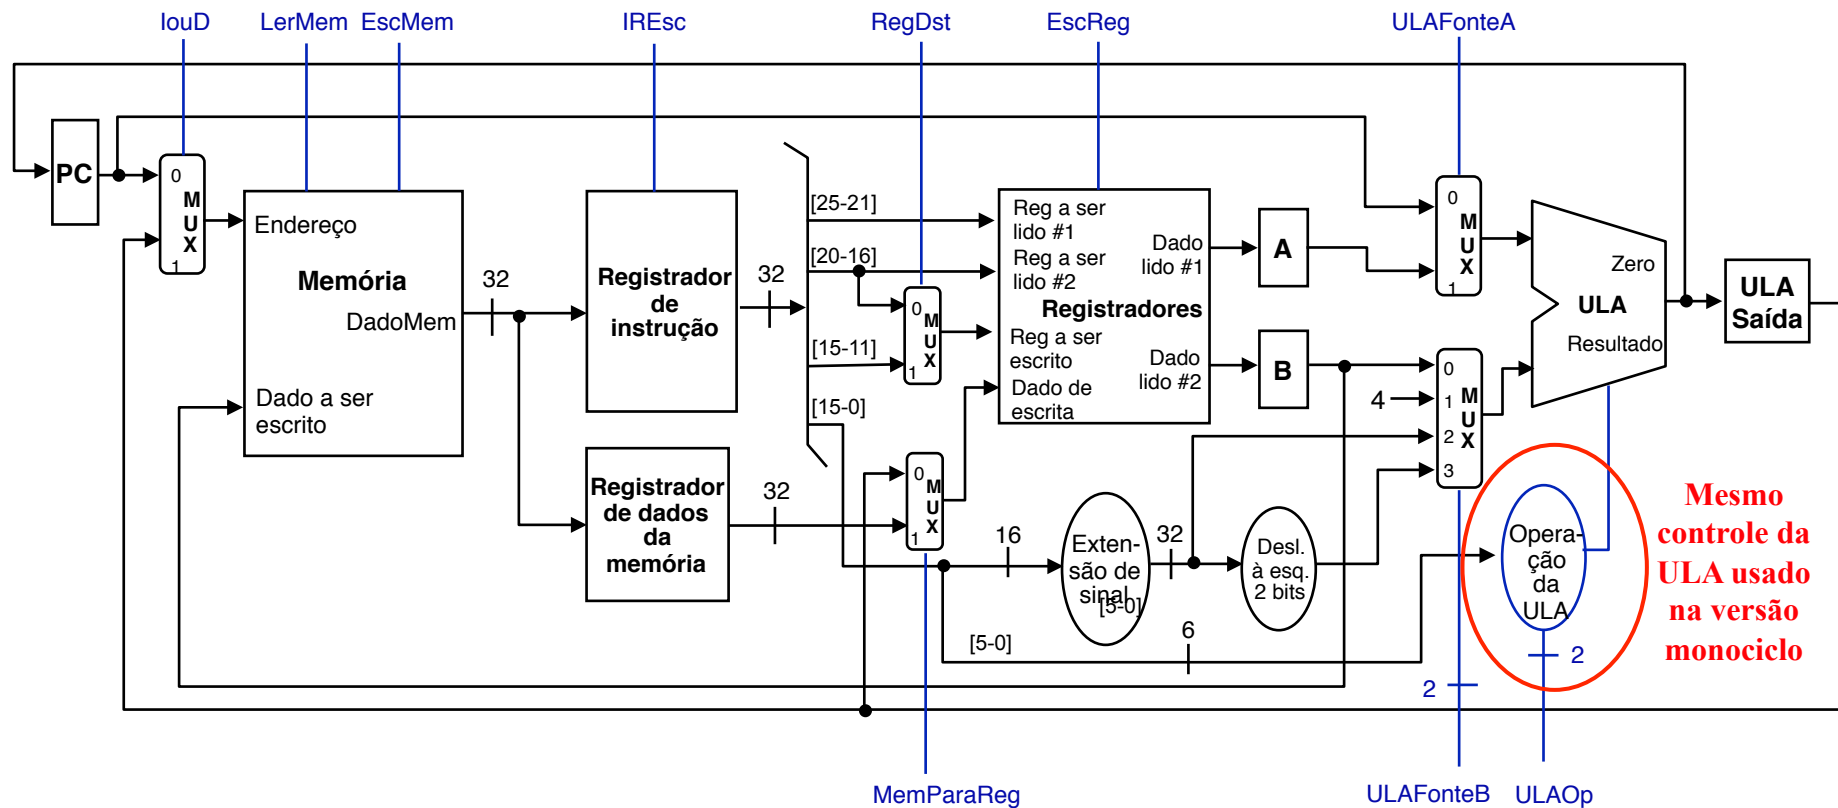 IouD
LerMem
EscMem
IREsc
RegDst
EscReg
ULAFonteA
PC
0
M
U
X
1
Endereço
Memória
DadoMem
Dado a ser
escrito
32
Registrador
de
instrução
32
Registrador
de dados
da
memória
32
[25-21]
[20-16]
[15-11]
[15-0]
0
M
U
X
1
0
M
U
X
1
Reg a ser
lido #1
Reg a ser
lido #2
Registradores
Reg a ser
escrito
Dado de
escrita
Dado
lido #1
Dado
lido #2
A
B
0
M
U
X
1
4
0
1
2
3
M
U
X
Zero
ULA
Resultado
ULA
Saída
16
Exten-
são de
sinal
[5-0]
32
Desl.
à esq.
2 bits
[5-0]
6
Opera-
ção
da
ULA
2
2
Mesmo
controle da
ULA usado
na versão
monociclo
MemParaReg
ULAFonteB
ULAOp